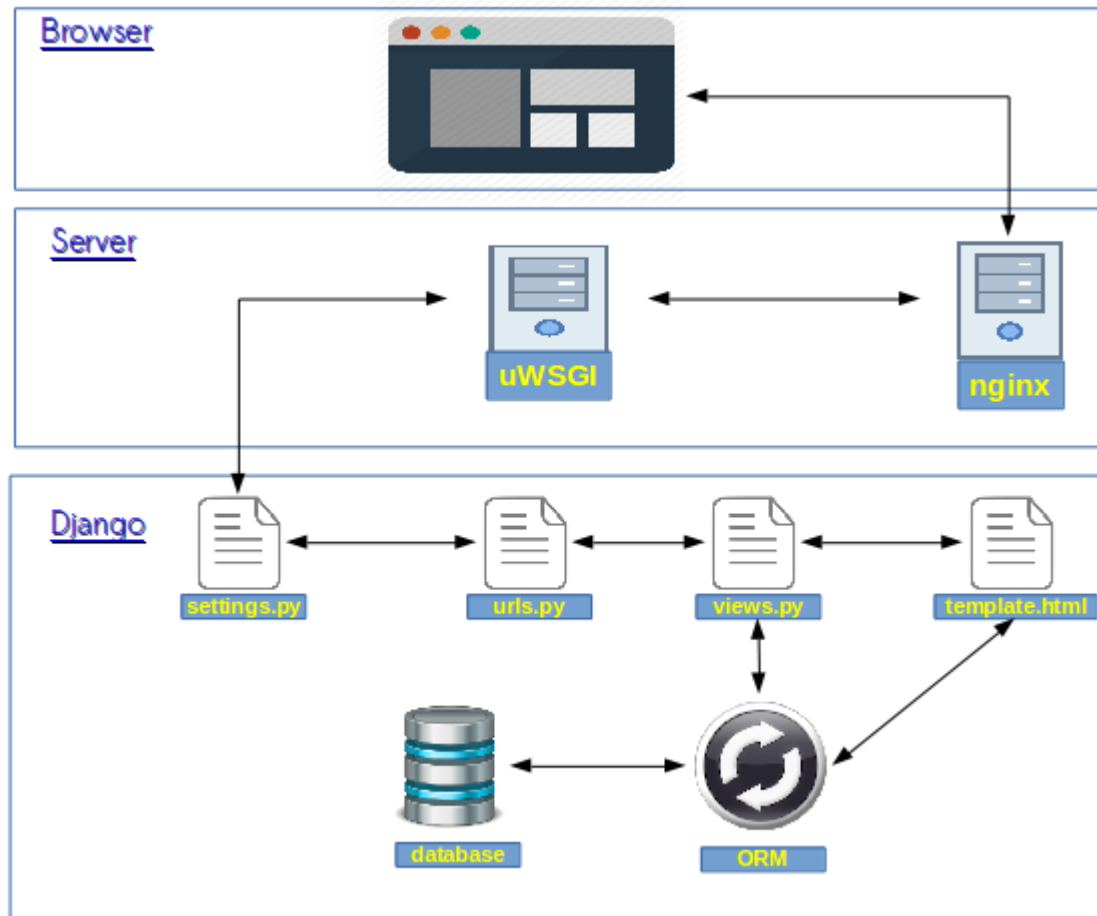 Browser
Server
uWSGI
nginx
Django
settings.py
urls.py
views.py
template.html
database
ORM